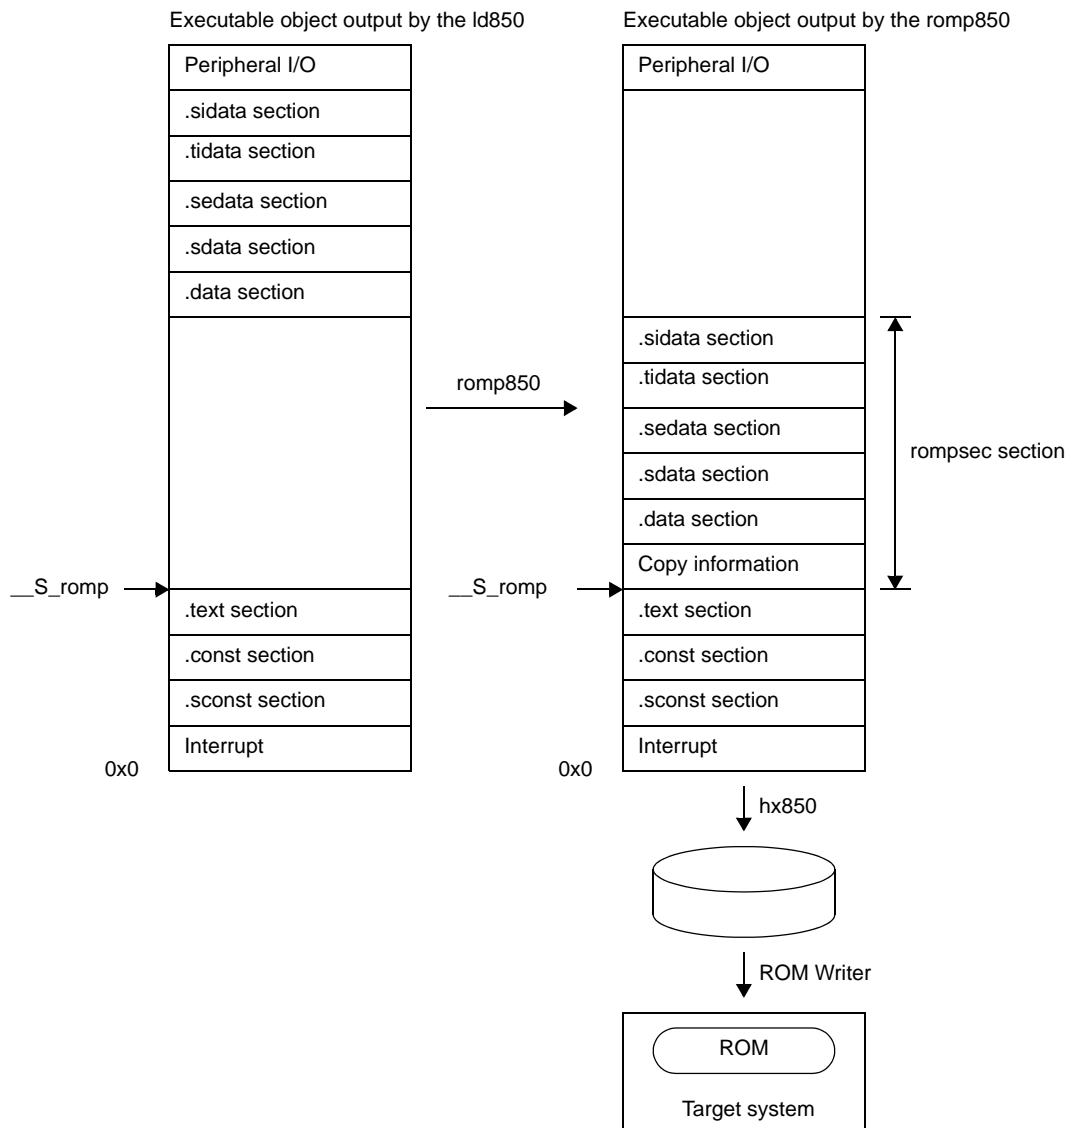 Executable object output by the ld850
Executable object output by the romp850
Peripheral I/O
.sidata section
.tidata section
.sedata section
.sdata section
.data section
__S_romp
.text section
.const section
.sconst section
Interrupt
0x0
romp850
Peripheral I/O
.sidata section
.tidata section
.sedata section
.sdata section
.data section
Copy information
rompsec section
__S_romp
.text section
.const section
.sconst section
Interrupt
0x0
hx850
ROM Writer
ROM
Target system